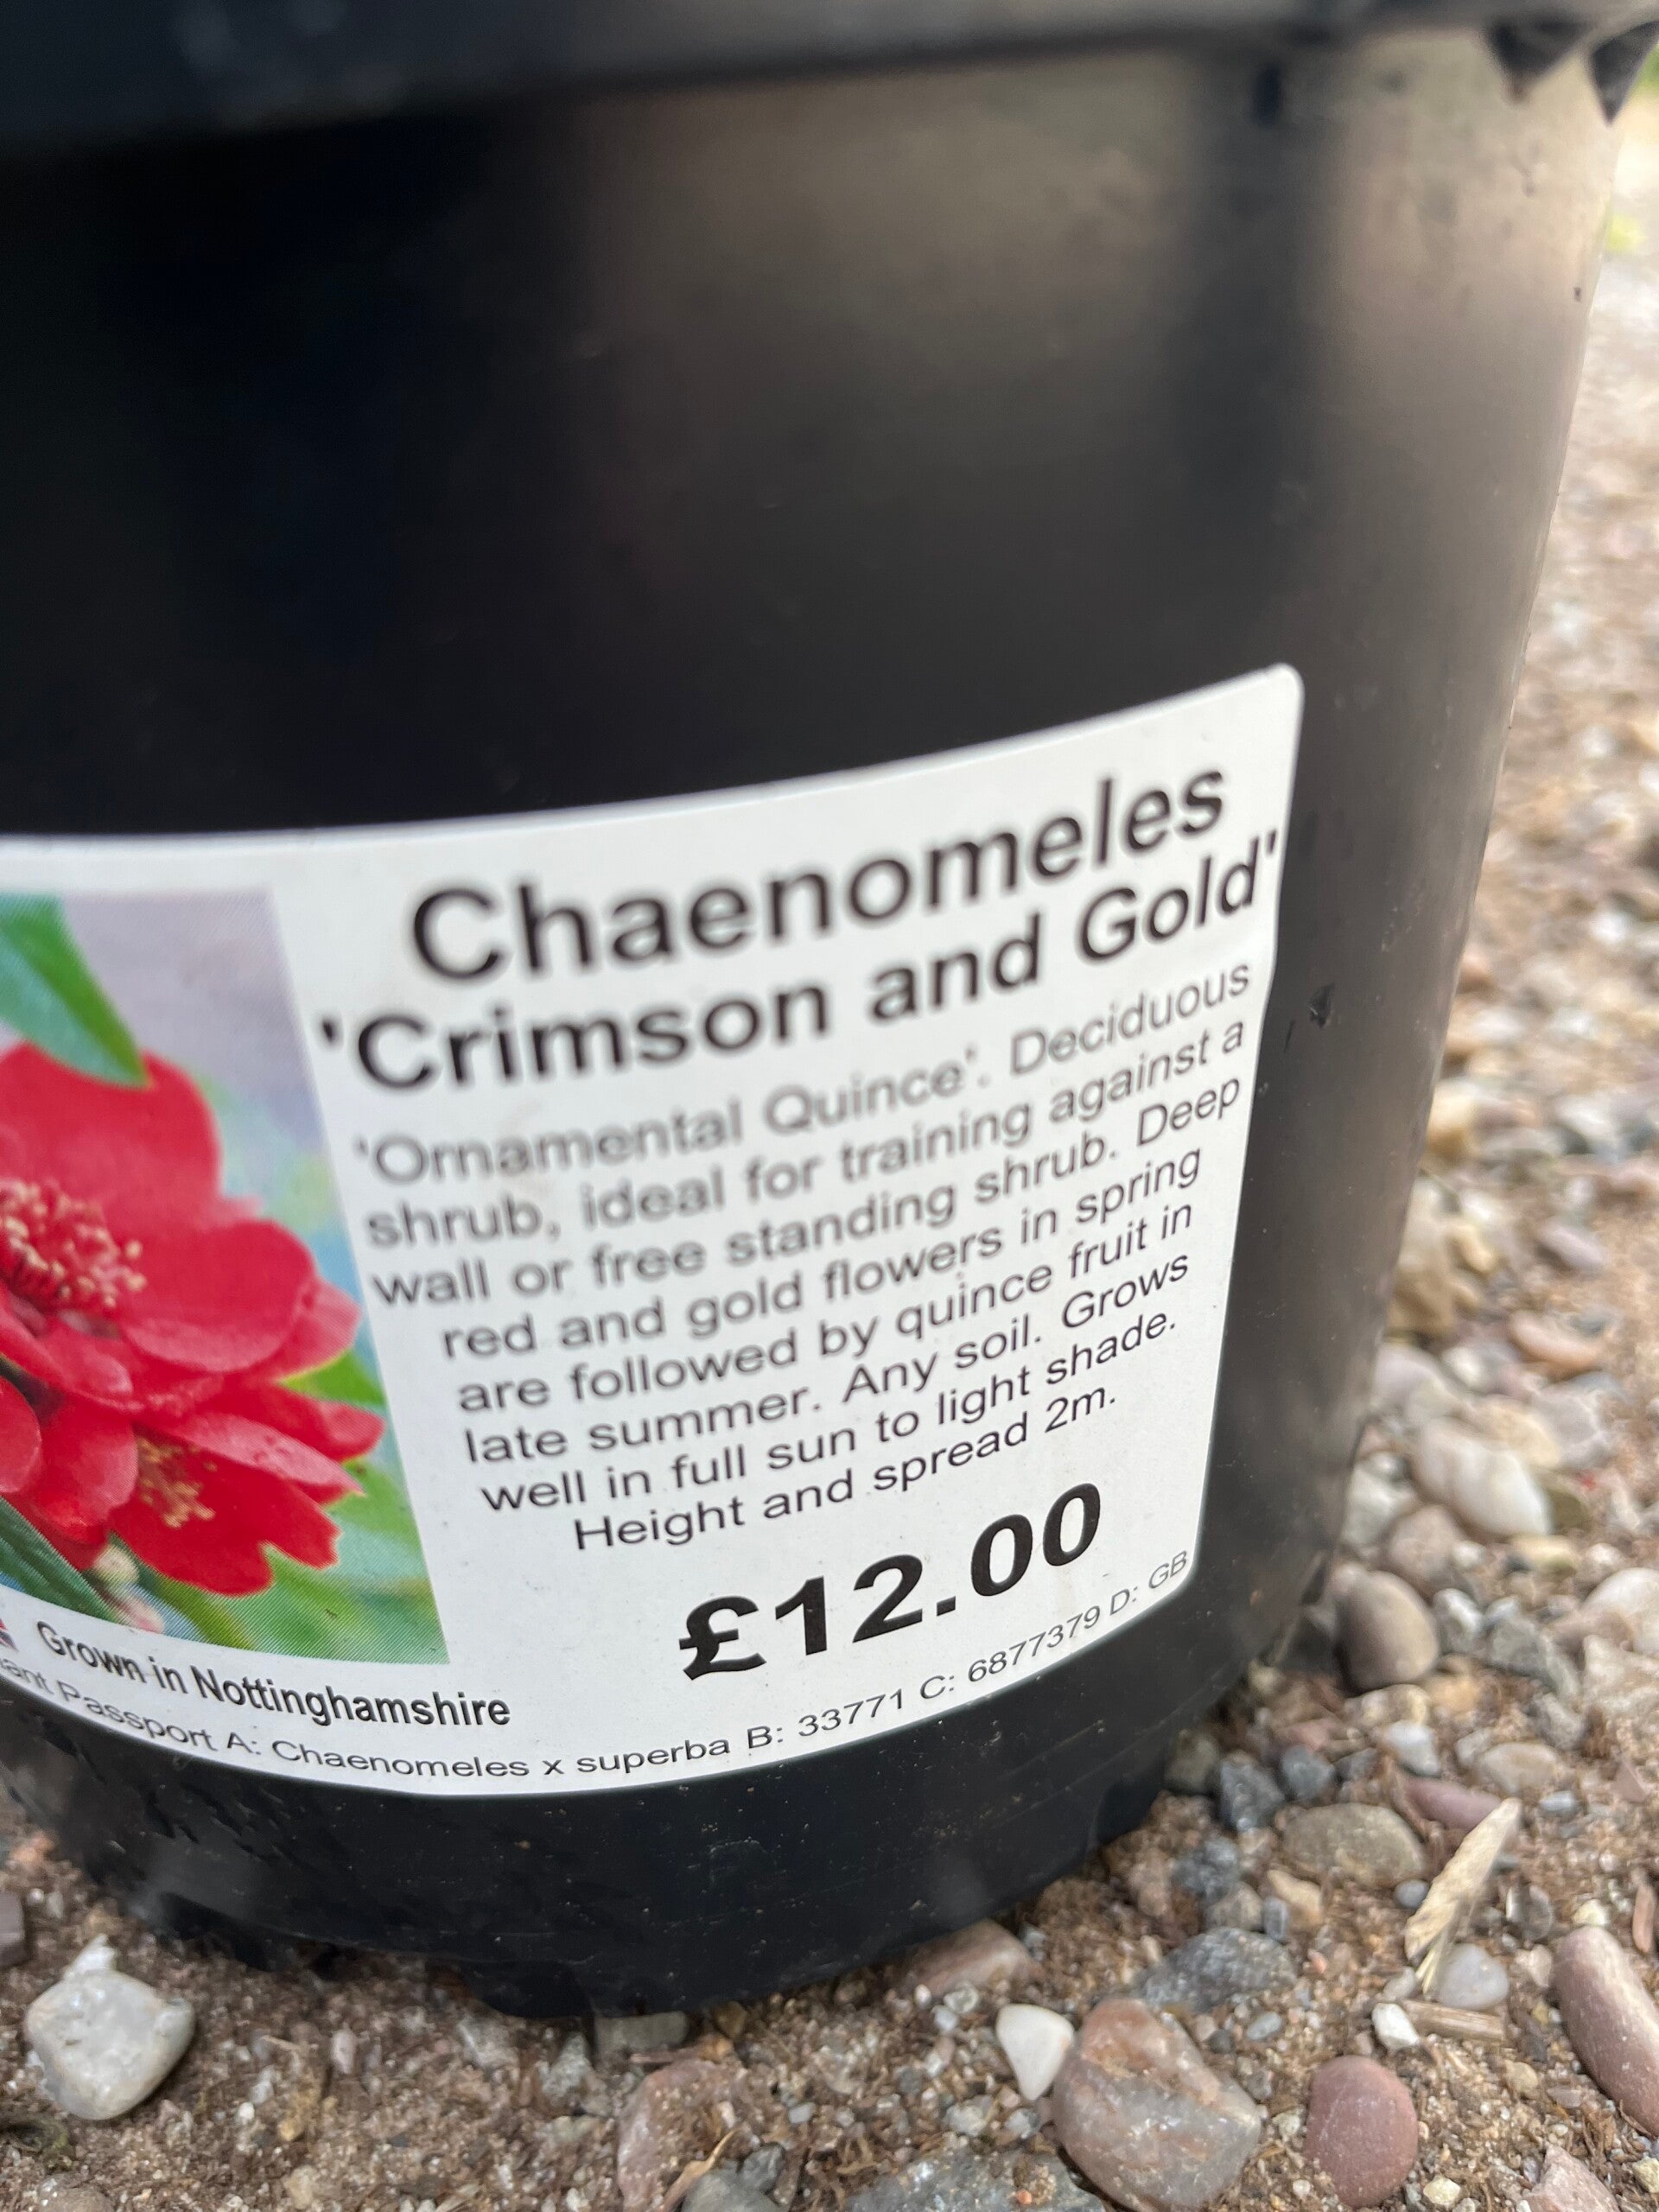 Chaenomeles
'Crimson and Gold'
'Ornamental Quince'. Deciduous
shrub, ideal for training against a
wall or free standing shrub. Deep
red and gold flowers in spring
are followed by quince fruit in
late summer. Any soil. Grows
well in full sun to light shade.
Height and spread 2m.
£12.00
Grown in Nottinghamshire
Passport A: Chaenomeles x superba B: 33771 C: 6877379 D: GB